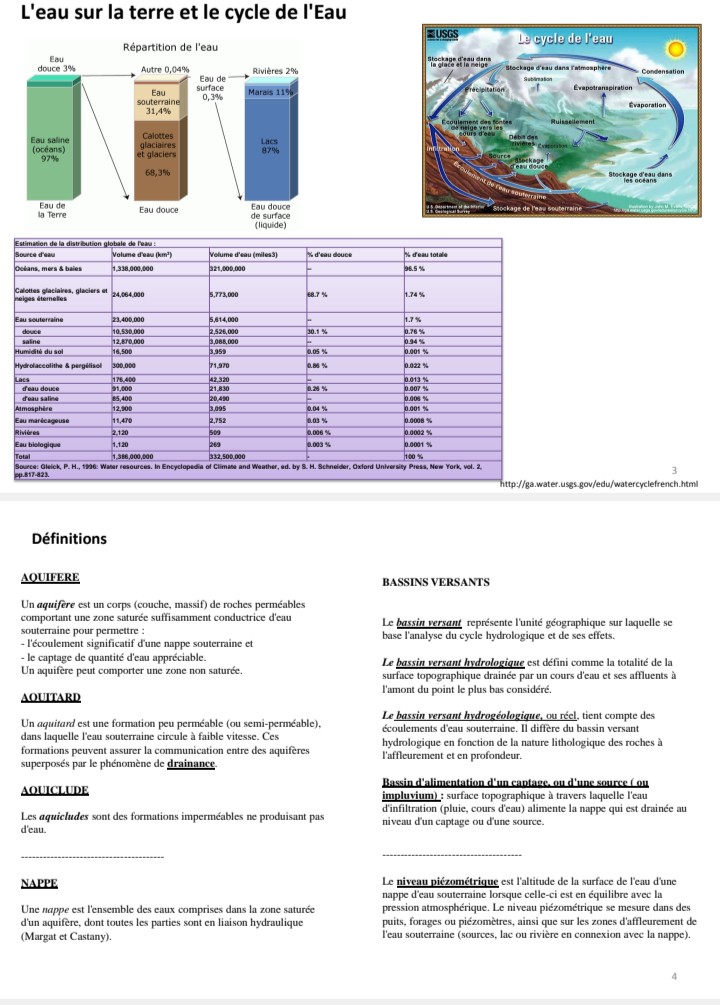 L'eau sur la terre et le cycle de l'Eau
Répartition de l'eau
Eau
douce 3%
Autre 0,04%
Eau de
surface
0,3%
Rivières 2%
Marais 11%
Eau
souterraine
31,4%
Eau saline
(océans)
97%
Calottes
glaciaires
et glaciers
68,3%
Lacs
87%
Eau de
la Terre
Eau douce
Eau douce
de surface
(liquide)
USGS
Le cycle de l'eau
Stockage d'eau dans
la glace et la neige
Stockage d'eau dans l'atmosphère
Condensation
Sublimation
Précipitation
Evapotranspiration
Evaporation
Ecoulement des fontes
de neige vers les
cours d'eau
Ruissellement
Débit des
rivières
Evaporation
Infiltration
Source
Stockage
d'eau douce
Ecoulement de l'eau souterraine
Stockage d'eau dans
les océans
Stockage de l'eau souterraine
U.S. Geological Survey
Estimation de la distribution globale de l'eau :
Source d'eau Volume d'eau (km³) Volume d'eau (miles3) % d'eau douce % d'eau totale
Océans, mers & baies 1,338,000,000 321,000,000 -- 96.5 %
Calottes glaciaires, glaciers et
neiges éternelles 24,064,000 5,773,000 68.7 % 1.74 %
Eau souterraine 23,400,000 5,614,000 -- 1.7 %
douce 10,530,000 2,526,000 30.1 % 0.76 %
saline 12,870,000 3,088,000 -- 0.94 %
Humidité du sol 16,500 3,959 0.05 % 0.001 %
Hydrolaccolithe & pergélisol 300,000 71,970 0.86 % 0.022 %
Lacs 176,400 42,320 -- 0.013 %
d'eau douce 91,000 21,830 0.26 % 0.007 %
d'eau saline 85,400 20,490 -- 0.006 %
Atmosphère 12,900 3,095 0.04 % 0.001 %
Eau marécageuse 11,470 2,752 0.03 % 0.0008 %
Rivières 2,120 509 0.006 % 0.0002 %
Eau biologique 1,120 269 0.003 % 0.0001 %
Total 1,386,000,000 332,500,000 - 100 %
Source: Gleick, P. H., 1996: Water resources. In Encyclopedia of Climate and Weather, ed. by S. H. Schneider, Oxford University Press, New York, vol. 2,
pp.817-823.
3
http://ga.water.usgs.gov/edu/watercyclefrench.html
Définitions
AQUIFERE
Un aquifère est un corps (couche, massif) de roches perméables
comportant une zone saturée suffisamment conductrice d'eau
souterraine pour permettre :
- l'écoulement significatif d'une nappe souterraine et
- le captage de quantité d'eau appréciable.
Un aquifère peut comporter une zone non saturée.
AQUITARD
Un aquitard est une formation peu perméable (ou semi-perméable),
dans laquelle l'eau souterraine circule à faible vitesse. Ces
formations peuvent assurer la communication entre des aquifères
superposés par le phénomène de drainance.
AQUICLUDE
Les aquicludes sont des formations imperméables ne produisant pas
d'eau.
---------------------------------------
NAPPE
Une nappe est l'ensemble des eaux comprises dans la zone saturée
d'un aquifère, dont toutes les parties sont en liaison hydraulique
(Margat et Castany).
BASSINS VERSANTS
Le bassin versant représente l'unité géographique sur laquelle se
base l'analyse du cycle hydrologique et de ses effets.
Le bassin versant hydrologique est défini comme la totalité de la
surface topographique drainée par un cours d'eau et ses affluents à
l'amont du point le plus bas considéré.
Le bassin versant hydrogéologique, ou réel, tient compte des
écoulements d'eau souterraine. Il diffère du bassin versant
hydrologique en fonction de la nature lithologique des roches à
l'affleurement et en profondeur.
Bassin d'alimentation d'un captage, ou d'une source ( ou
impluvium) : surface topographique à travers laquelle l'eau
d'infiltration (pluie, cours d'eau) alimente la nappe qui est drainée au
niveau d'un captage ou d'une source.
--------------------------------------
Le niveau piézométrique est l'altitude de la surface de l'eau d'une
nappe d'eau souterraine lorsque celle-ci est en équilibre avec la
pression atmosphérique. Le niveau piézométrique se mesure dans des
puits, forages ou piézomètres, ainsi que sur les zones d'affleurement de
l'eau souterraine (sources, lac ou rivière en connexion avec la nappe).
4